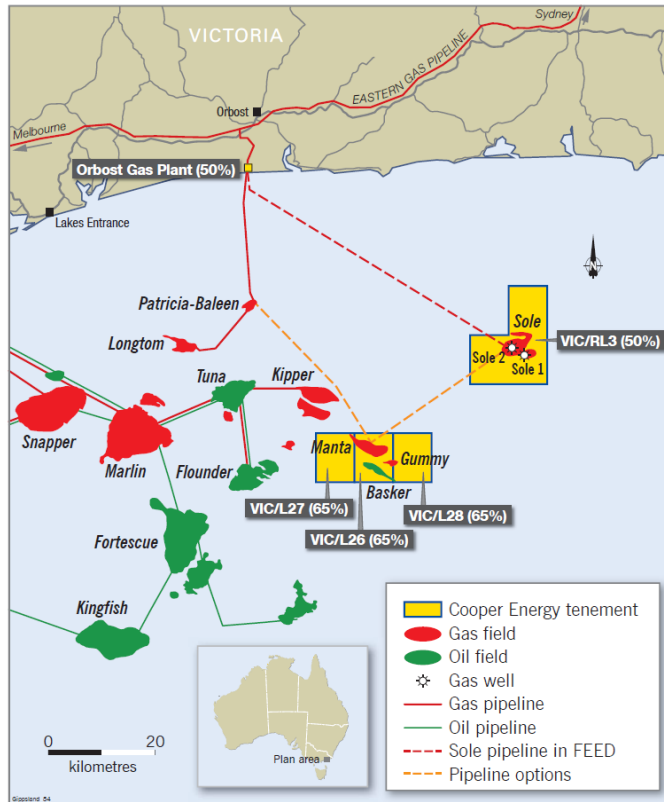 VICTORIA
Sydney
EASTERN GAS PIPELINE
Orbost
Melbourne
Orbost Gas Plant (50%)
Lakes Entrance
N
Patricia-Baleen
Longtom
Sole
VIC/RL3 (50%)
Sole 2
Sole 1
Tuna
Kipper
Snapper
Marlin
Flounder
Manta
Gummy
Basker
VIC/L27 (65%)
VIC/L28 (65%)
VIC/L26 (65%)
Fortescue
Kingfish
Cooper Energy tenement
Gas field
Oil field
Gas well
Gas pipeline
Oil pipeline
Sole pipeline in FEED
Pipeline options
0 20
kilometres
Plan area
Gippsland 54